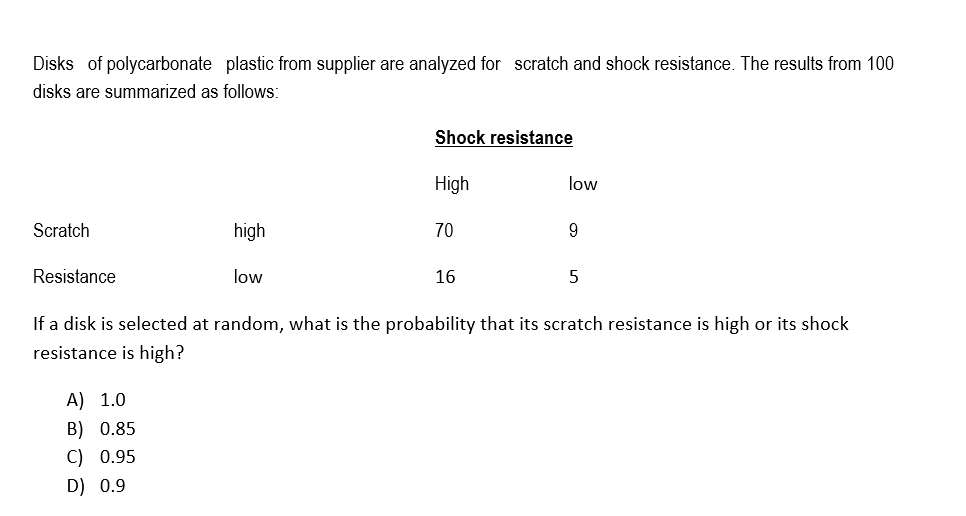 Disks of polycarbonate plastic from supplier are analyzed for scratch and shock resistance. The results from 100
disks are summarized as follows:
Shock resistance
High low
Scratch high 70 9
Resistance low 16 5
If a disk is selected at random, what is the probability that its scratch resistance is high or its shock
resistance is high?
A) 1.0
B) 0.85
C) 0.95
D) 0.9